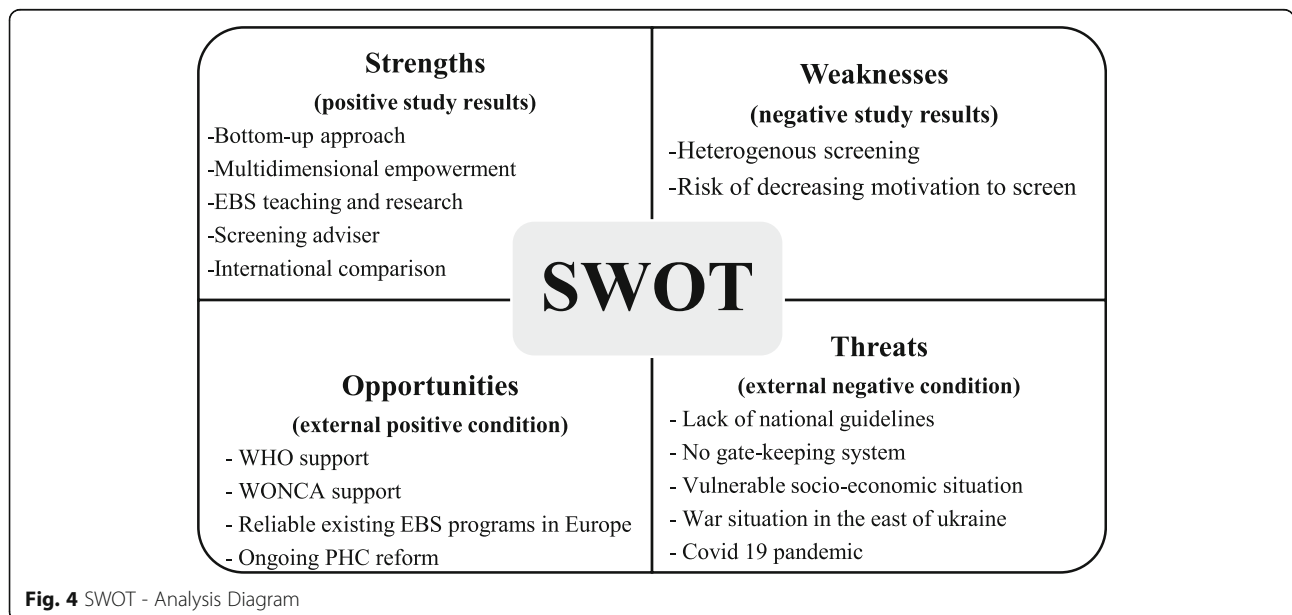 Strengths
(positive study results)
-Bottom-up approach
-Multidimensional empowerment
-EBS teaching and research
-Screening adviser
-International comparison
Weaknesses
(negative study results)
-Heterogenous screening
-Risk of decreasing motivation to screen
SWOT
Opportunities
(external positive condition)
- WHO support
- WONCA support
- Reliable existing EBS programs in Europe
- Ongoing PHC reform
Threats
(external negative condition)
- Lack of national guidelines
- No gate-keeping system
- Vulnerable socio-economic situation
- War situation in the east of ukraine
- Covid 19 pandemic
Fig. 4 SWOT - Analysis Diagram